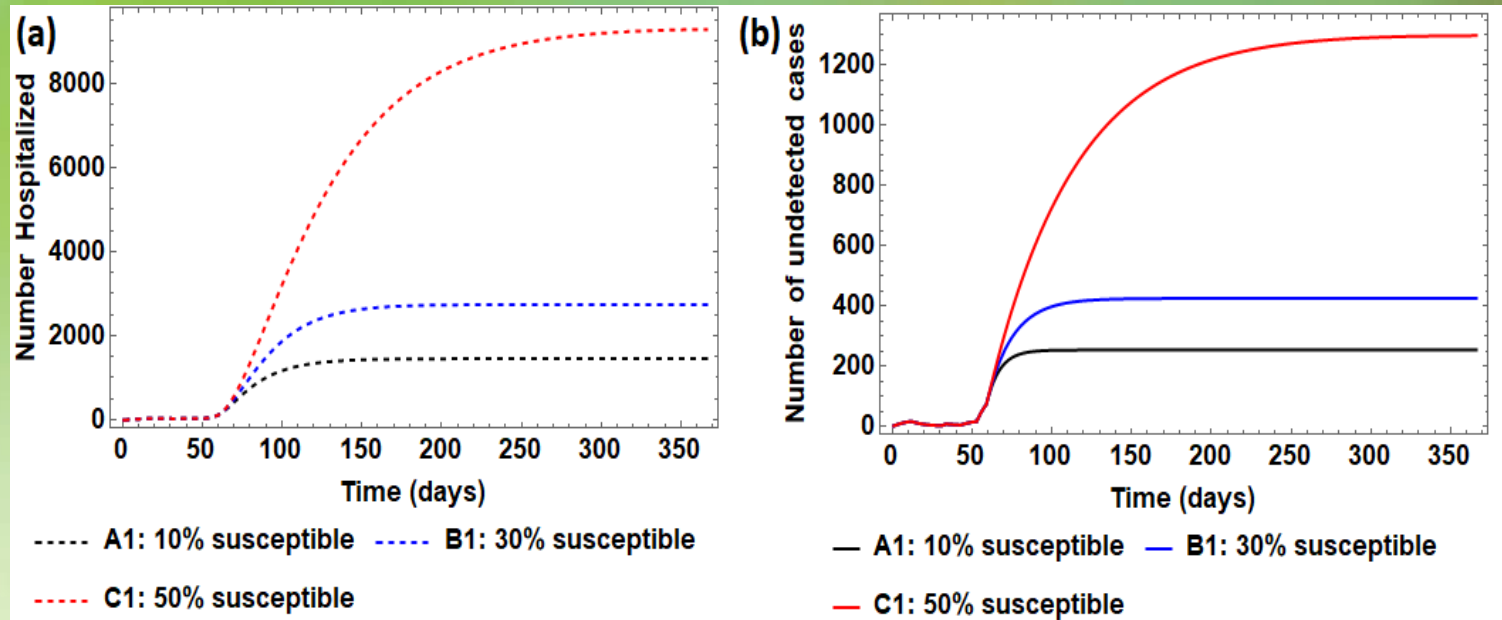 (a)
Number Hospitalized
8000
6000
4000
2000
0
0 50 100 150 200 250 300 350
Time (days)
A1: 10% susceptible B1: 30% susceptible
C1: 50% susceptible
(b)
Number of undetected cases
1200
1000
800
600
400
200
0
0 50 100 150 200 250 300 350
Time (days)
A1: 10% susceptible B1: 30% susceptible
C1: 50% susceptible